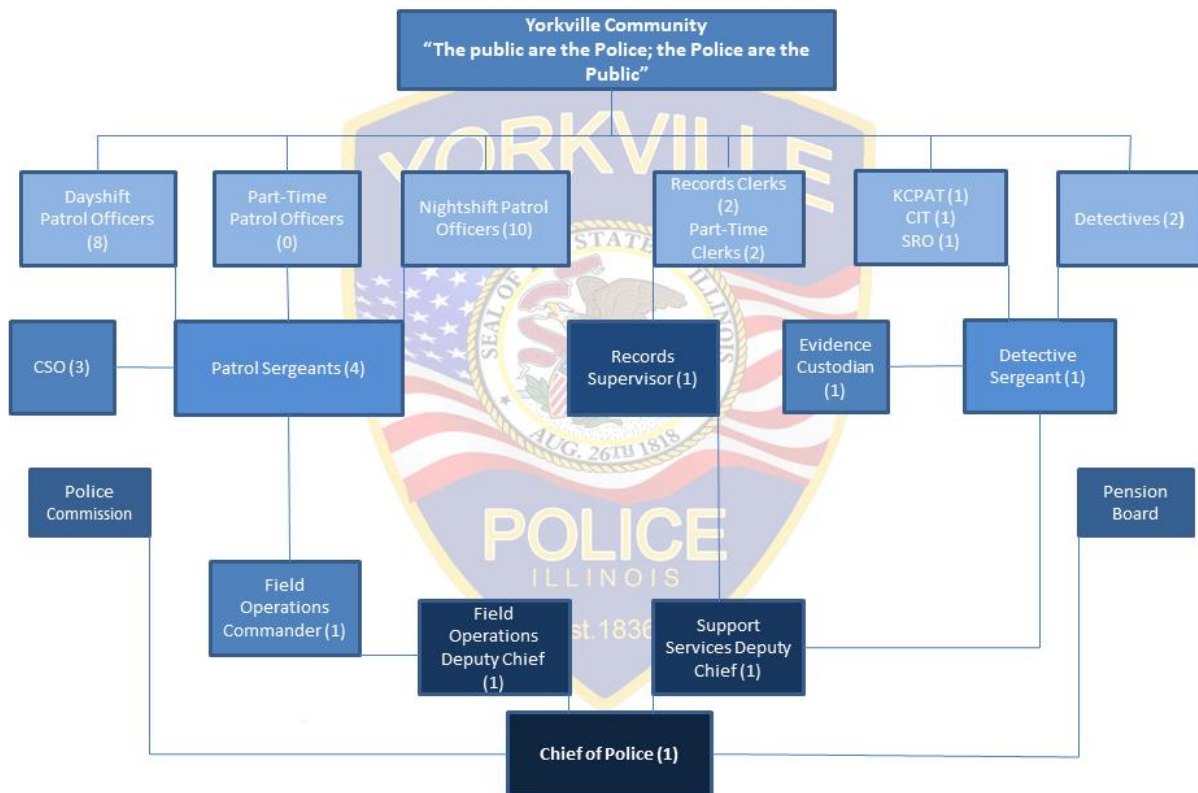 Yorkville Community
“The public are the Police; the Police are the
Public”
YORKVILLE
Dayshift
Patrol Officers
(8)
Part-Time
Patrol Officers
(0)
Nightshift Patrol
Officers (10)
Records Clerks
(2)
Part-Time
Clerks (2)
KCPAT (1)
CIT (1)
SRO (1)
Detectives (2)
SEAL OF STATE ILLINOIS
CSO (3)
Patrol Sergeants (4)
Records
Supervisor (1)
Evidence
Custodian
(1)
Detective
Sergeant (1)
AUG. 26TH 1818
Police
Commission
Pension
Board
POLICE
ILLINOIS
Field
Operations
Commander (1)
Field
Operations
Deputy Chief
(1)
st.1836
Support
Services Deputy
Chief (1)
Chief of Police (1)